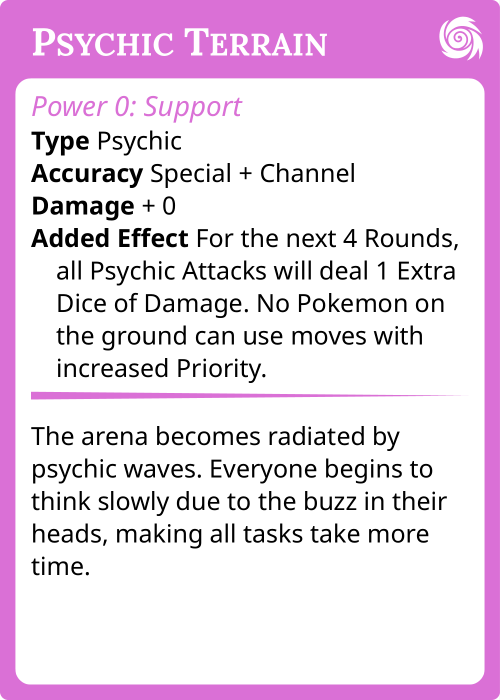 Psychic Terrain
Power 0: Support
Type Psychic
Accuracy Special + Channel
Damage + 0
Added Effect For the next 4 Rounds,
all Psychic Attacks will deal 1 Extra
Dice of Damage. No Pokemon on
the ground can use moves with
increased Priority.
The arena becomes radiated by
psychic waves. Everyone begins to
think slowly due to the buzz in their
heads, making all tasks take more
time.